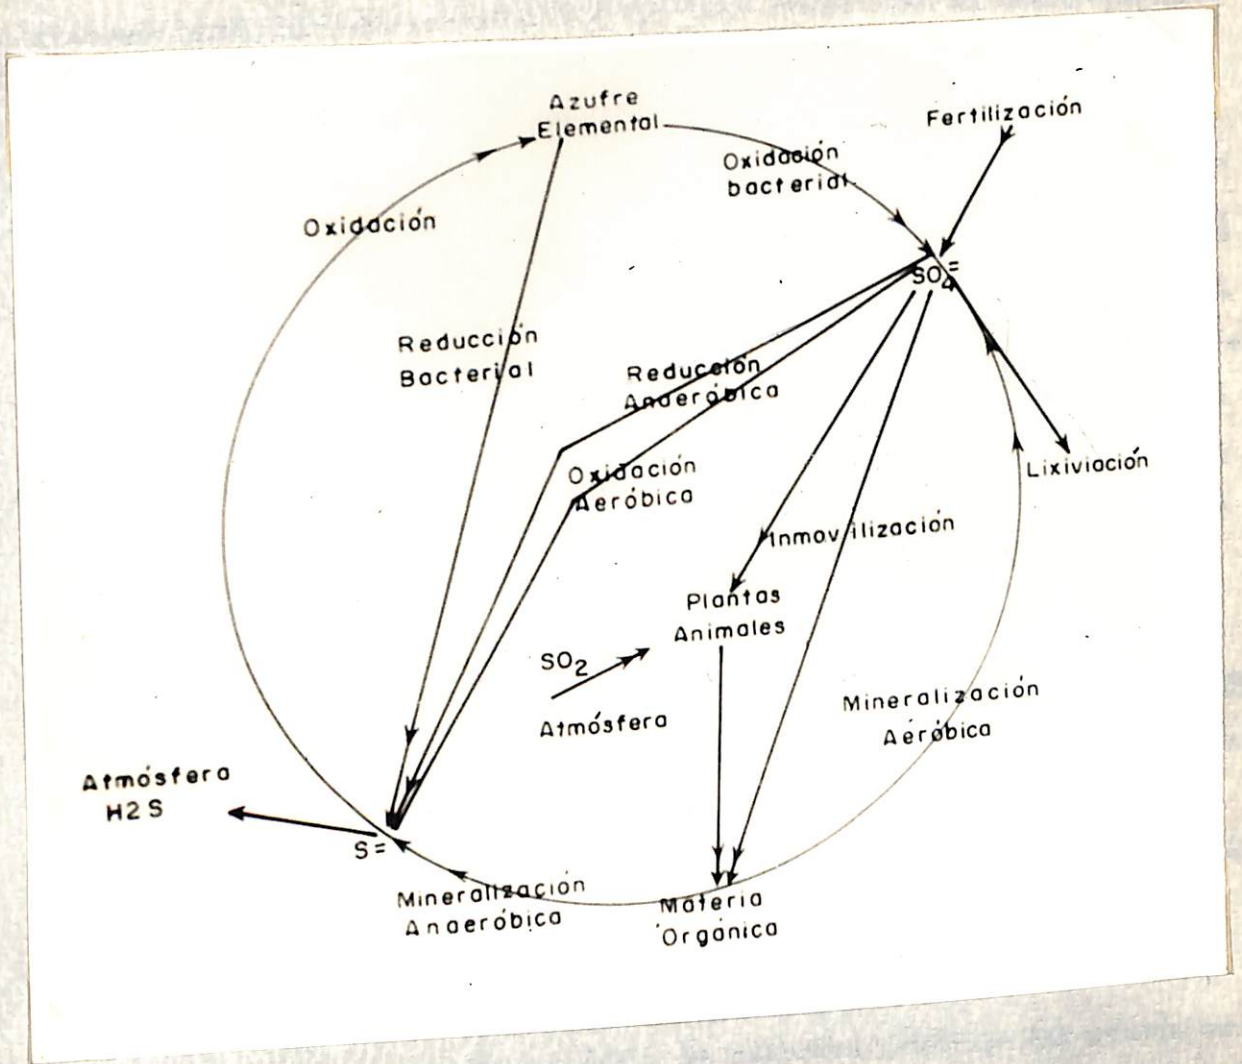 Azufre
Elemental
Fertilización
Oxidación
bacterial
Oxidación
SO4=
Reducción
Bacterial
Reducción
Anaeróbica
Lixiviación
Oxidación
Aeróbica
Inmovilización
Plantas
Animales
SO2
Atmósfera
Mineralización
Aeróbica
Atmósfera
H2S
S=
Mineralización
Anaeróbica
Materia
Orgánica